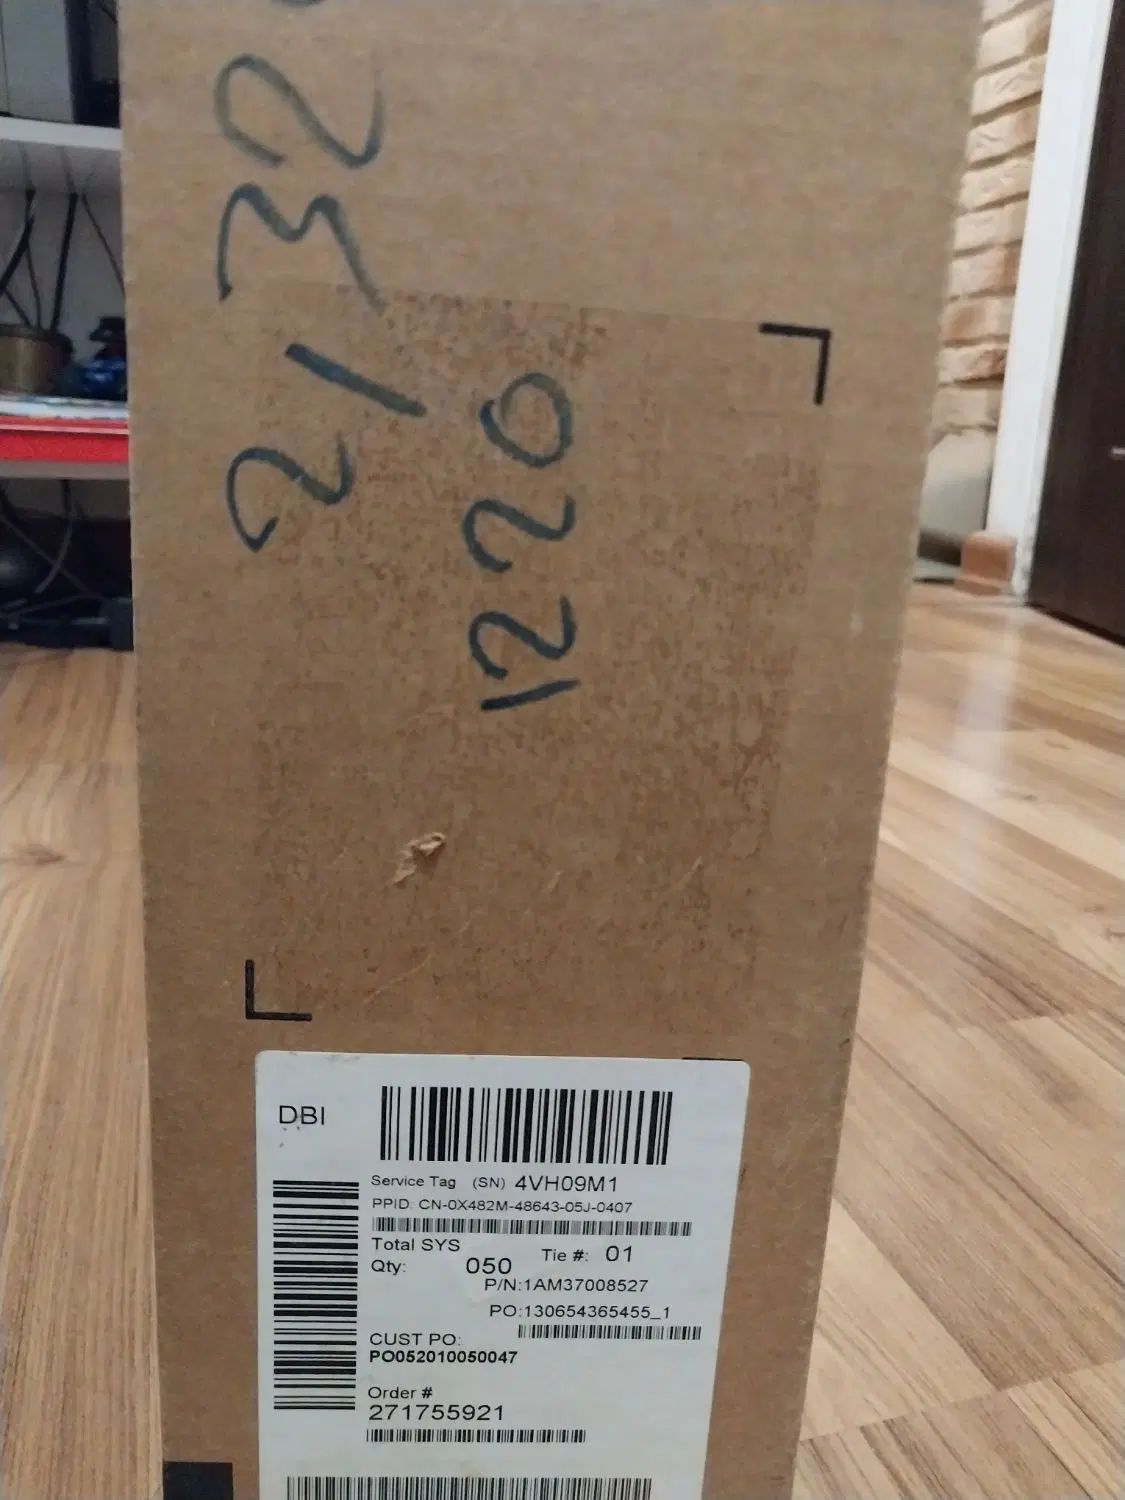 2132
1220
DBI
Service Tag (SN) 4VH09M1
PPID: CN-0X482M-48643-05J-0407
Total SYS
Qty: 050 Tie #: 01
P/N:1AM37008527
PO:130654365455_1
CUST PO:
PO052010050047
Order #
271755921